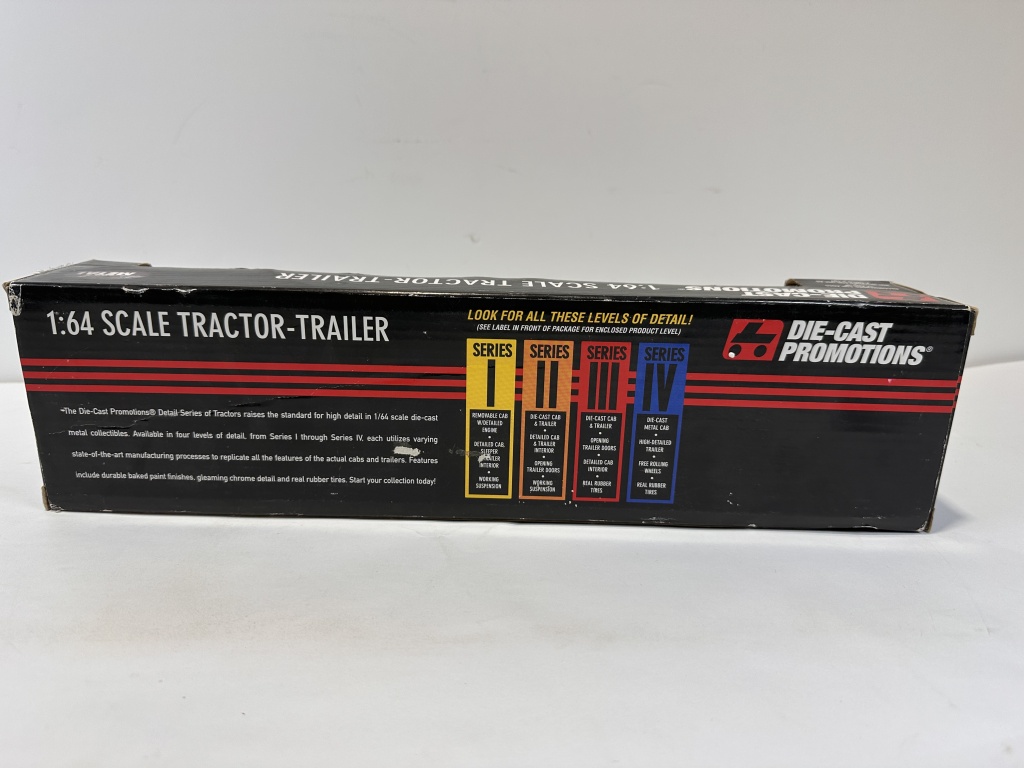 METAL
1:64 SCALE TRACTOR-TRAILER
DIE-CAST
PROMOTIONS
1:64 SCALE TRACTOR-TRAILER
The Die-Cast Promotions® Detail Series of Tractors raises the standard for high detail in 1/64 scale die-cast
metal collectibles. Available in four levels of detail, from Series I through Series IV, each utilizes varying
state-of-the-art manufacturing processes to replicate all the features of the actual cabs and trailers. Features
include durable baked paint finishes, gleaming chrome detail and real rubber tires. Start your collection today!
LOOK FOR ALL THESE LEVELS OF DETAIL!
(SEE LABEL IN FRONT OF PACKAGE FOR ENCLOSED PRODUCT LEVEL)
SERIES
I
REMOVABLE CAB
W/DETAILED
ENGINE
•
DETAILED CAB,
SLEEPER
INTERIOR
•
WORKING
SUSPENSION
SERIES
II
DIE-CAST CAB
& TRAILER
•
DETAILED CAB
& TRAILER
INTERIOR
•
OPENING
TRAILER DOORS
•
WORKING
SUSPENSION
SERIES
III
DIE-CAST CAB
& TRAILER
•
OPENING
TRAILER DOORS
•
DETAILED CAB
INTERIOR
•
REAL RUBBER
TIRES
SERIES
IV
DIE-CAST
METAL CAB
•
HIGH-DETAILED
TRAILER
•
FREE ROLLING
WHEELS
•
REAL RUBBER
TIRES
DIE-CAST
PROMOTIONS®